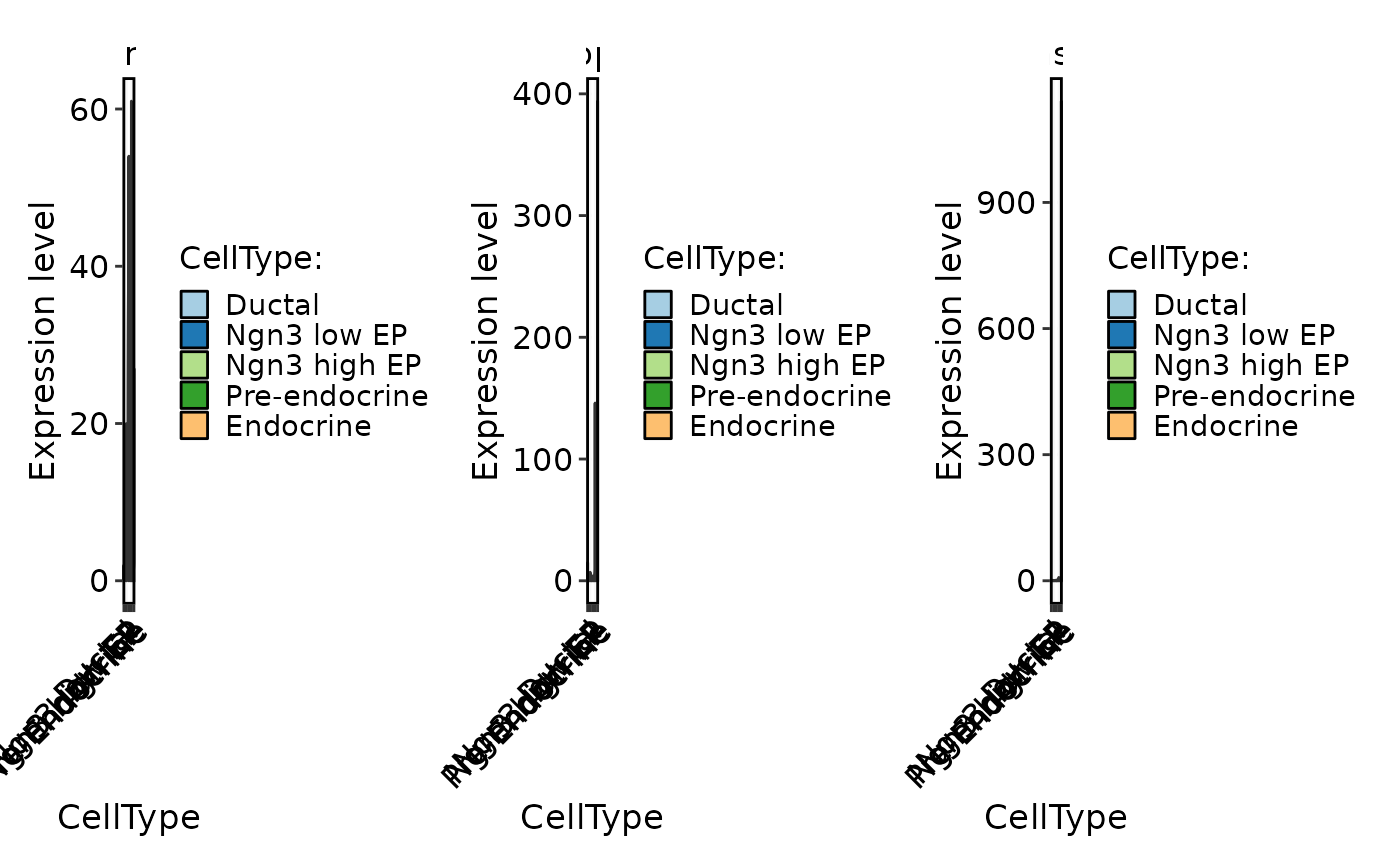 r
60
40
20
0
Expression level
CellType:
Ductal
Ngn3 low EP
Ngn3 high EP
Pre-endocrine
Endocrine
CellType
400
300
200
100
0
Expression level
CellType:
Ductal
Ngn3 low EP
Ngn3 high EP
Pre-endocrine
Endocrine
CellType
s
900
600
300
0
Expression level
CellType:
Ductal
Ngn3 low EP
Ngn3 high EP
Pre-endocrine
Endocrine
CellType